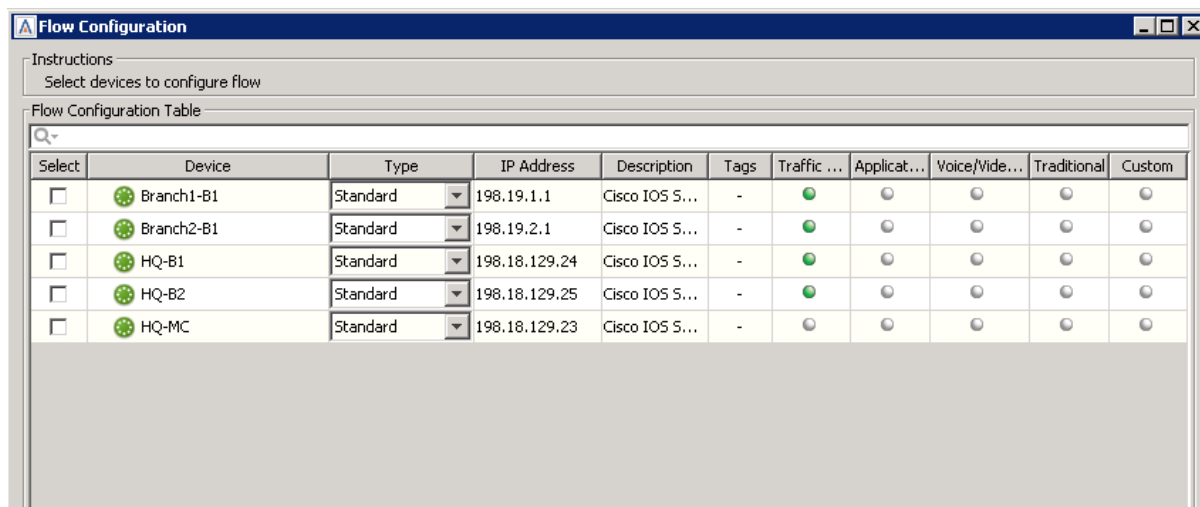 Flow Configuration
Instructions
Select devices to configure flow
Flow Configuration Table
Select Device Type IP Address Description Tags Traffic ... Applicat... Voice/Vide... Traditional Custom
Branch1-B1 Standard 198.19.1.1 Cisco IOS S... -
Branch2-B1 Standard 198.19.2.1 Cisco IOS S... -
HQ-B1 Standard 198.18.129.24 Cisco IOS S... -
HQ-B2 Standard 198.18.129.25 Cisco IOS S... -
HQ-MC Standard 198.18.129.23 Cisco IOS S... -